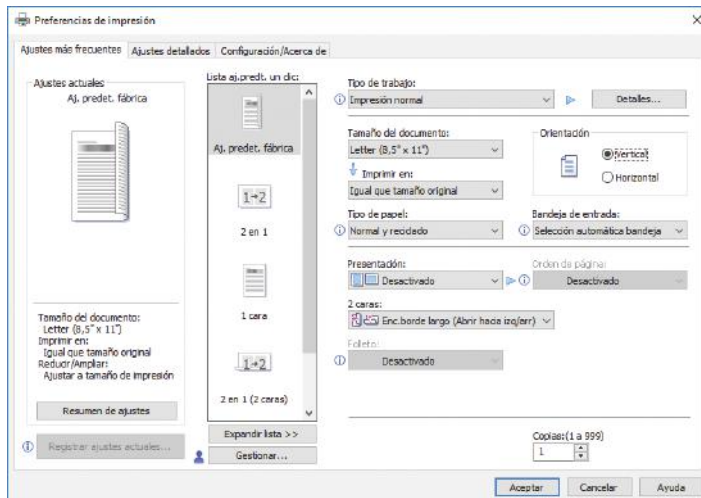 Preferencias de impresión
Ajustes más frecuentes
Ajustes detallados
Configuración/Acerca de
Ajustes actuales
Aj. predet. fábrica
Tamaño del documento:
Letter (8,5" x 11")
Imprimir en:
Igual que tamaño original
Reducir/Ampliar:
Ajustar a tamaño de impresión
Resumen de ajustes
Registrar ajustes actuales...
Lista aj.predt. un clic:
Aj. predet. fábrica
1→2
2 en 1
1 cara
1→2
2 en 1 (2 caras)
Expandir lista >>
Gestionar...
Tipo de trabajo:
Impresión normal
Detalles...
Tamaño del documento:
Letter (8,5" x 11")
Imprimir en:
Igual que tamaño original
Orientación
Vertical
Horizontal
Tipo de papel:
Normal y reciclado
Bandeja de entrada:
Selección automática bandeja
Presentación:
Desactivado
Orden de página:
Desactivado
2 caras:
Enc.borde largo (Abrir hacia izq/arr)
Folleto:
Desactivado
Copias:(1 a 999)
1
Aceptar
Cancelar
Ayuda